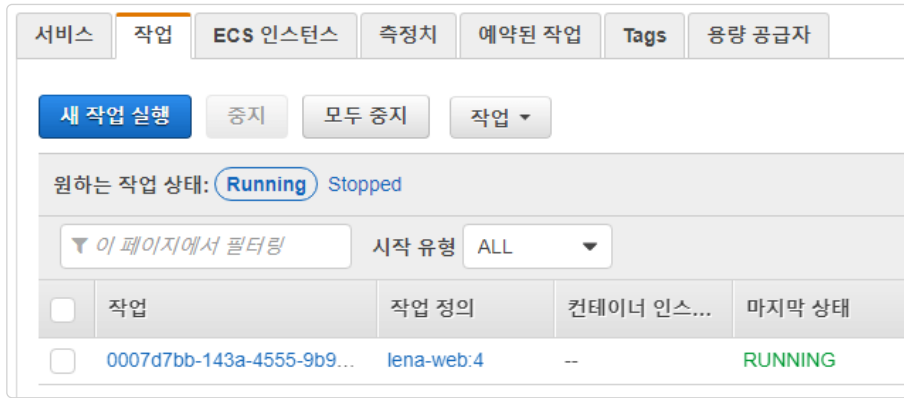 서비스 작업 ECS 인스턴스 측정치 예약된 작업 Tags 용량 공급자
새 작업 실행 중지 모두 중지 작업
원하는 작업 상태: Running Stopped
이 페이지에서 필터링 시작 유형 ALL
작업 작업 정의 컨테이너 인스... 마지막 상태
0007d7bb-143a-4555-9b9... lena-web:4 -- RUNNING